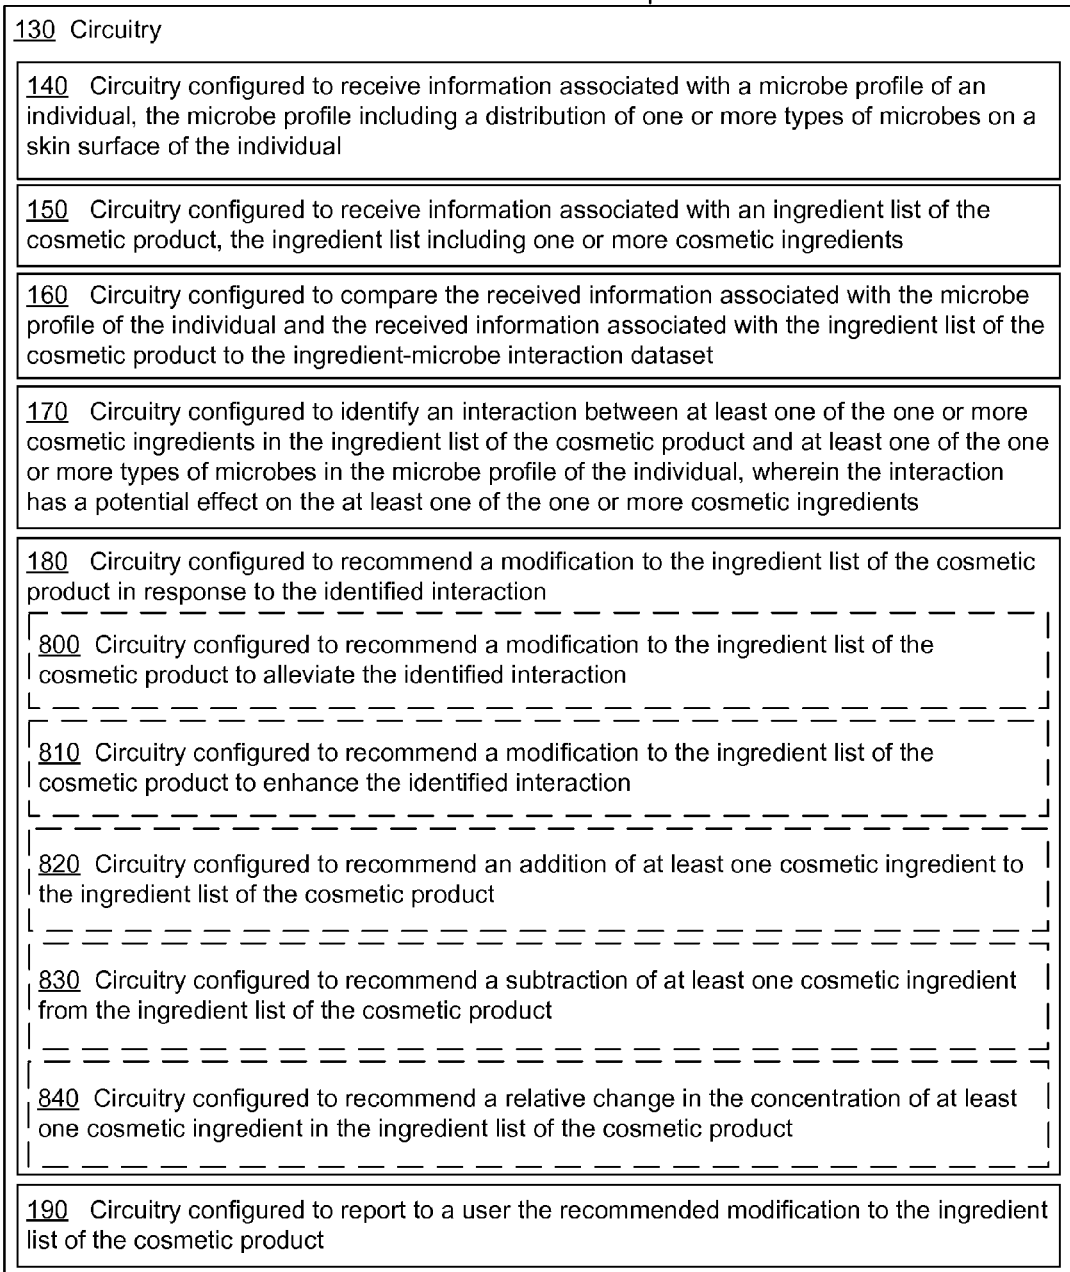 130 Circuitry
140 Circuitry configured to receive information associated with a microbe profile of an
individual, the microbe profile including a distribution of one or more types of microbes on a
skin surface of the individual
150 Circuitry configured to receive information associated with an ingredient list of the
cosmetic product, the ingredient list including one or more cosmetic ingredients
160 Circuitry configured to compare the received information associated with the microbe
profile of the individual and the received information associated with the ingredient list of the
cosmetic product to the ingredient-microbe interaction dataset
170 Circuitry configured to identify an interaction between at least one of the one or more
cosmetic ingredients in the ingredient list of the cosmetic product and at least one of the one
or more types of microbes in the microbe profile of the individual, wherein the interaction
has a potential effect on the at least one of the one or more cosmetic ingredients
180 Circuitry configured to recommend a modification to the ingredient list of the cosmetic
product in response to the identified interaction
800 Circuitry configured to recommend a modification to the ingredient list of the
cosmetic product to alleviate the identified interaction
810 Circuitry configured to recommend a modification to the ingredient list of the
cosmetic product to enhance the identified interaction
820 Circuitry configured to recommend an addition of at least one cosmetic ingredient to
the ingredient list of the cosmetic product
830 Circuitry configured to recommend a subtraction of at least one cosmetic ingredient
from the ingredient list of the cosmetic product
840 Circuitry configured to recommend a relative change in the concentration of at least
one cosmetic ingredient in the ingredient list of the cosmetic product
190 Circuitry configured to report to a user the recommended modification to the ingredient
list of the cosmetic product